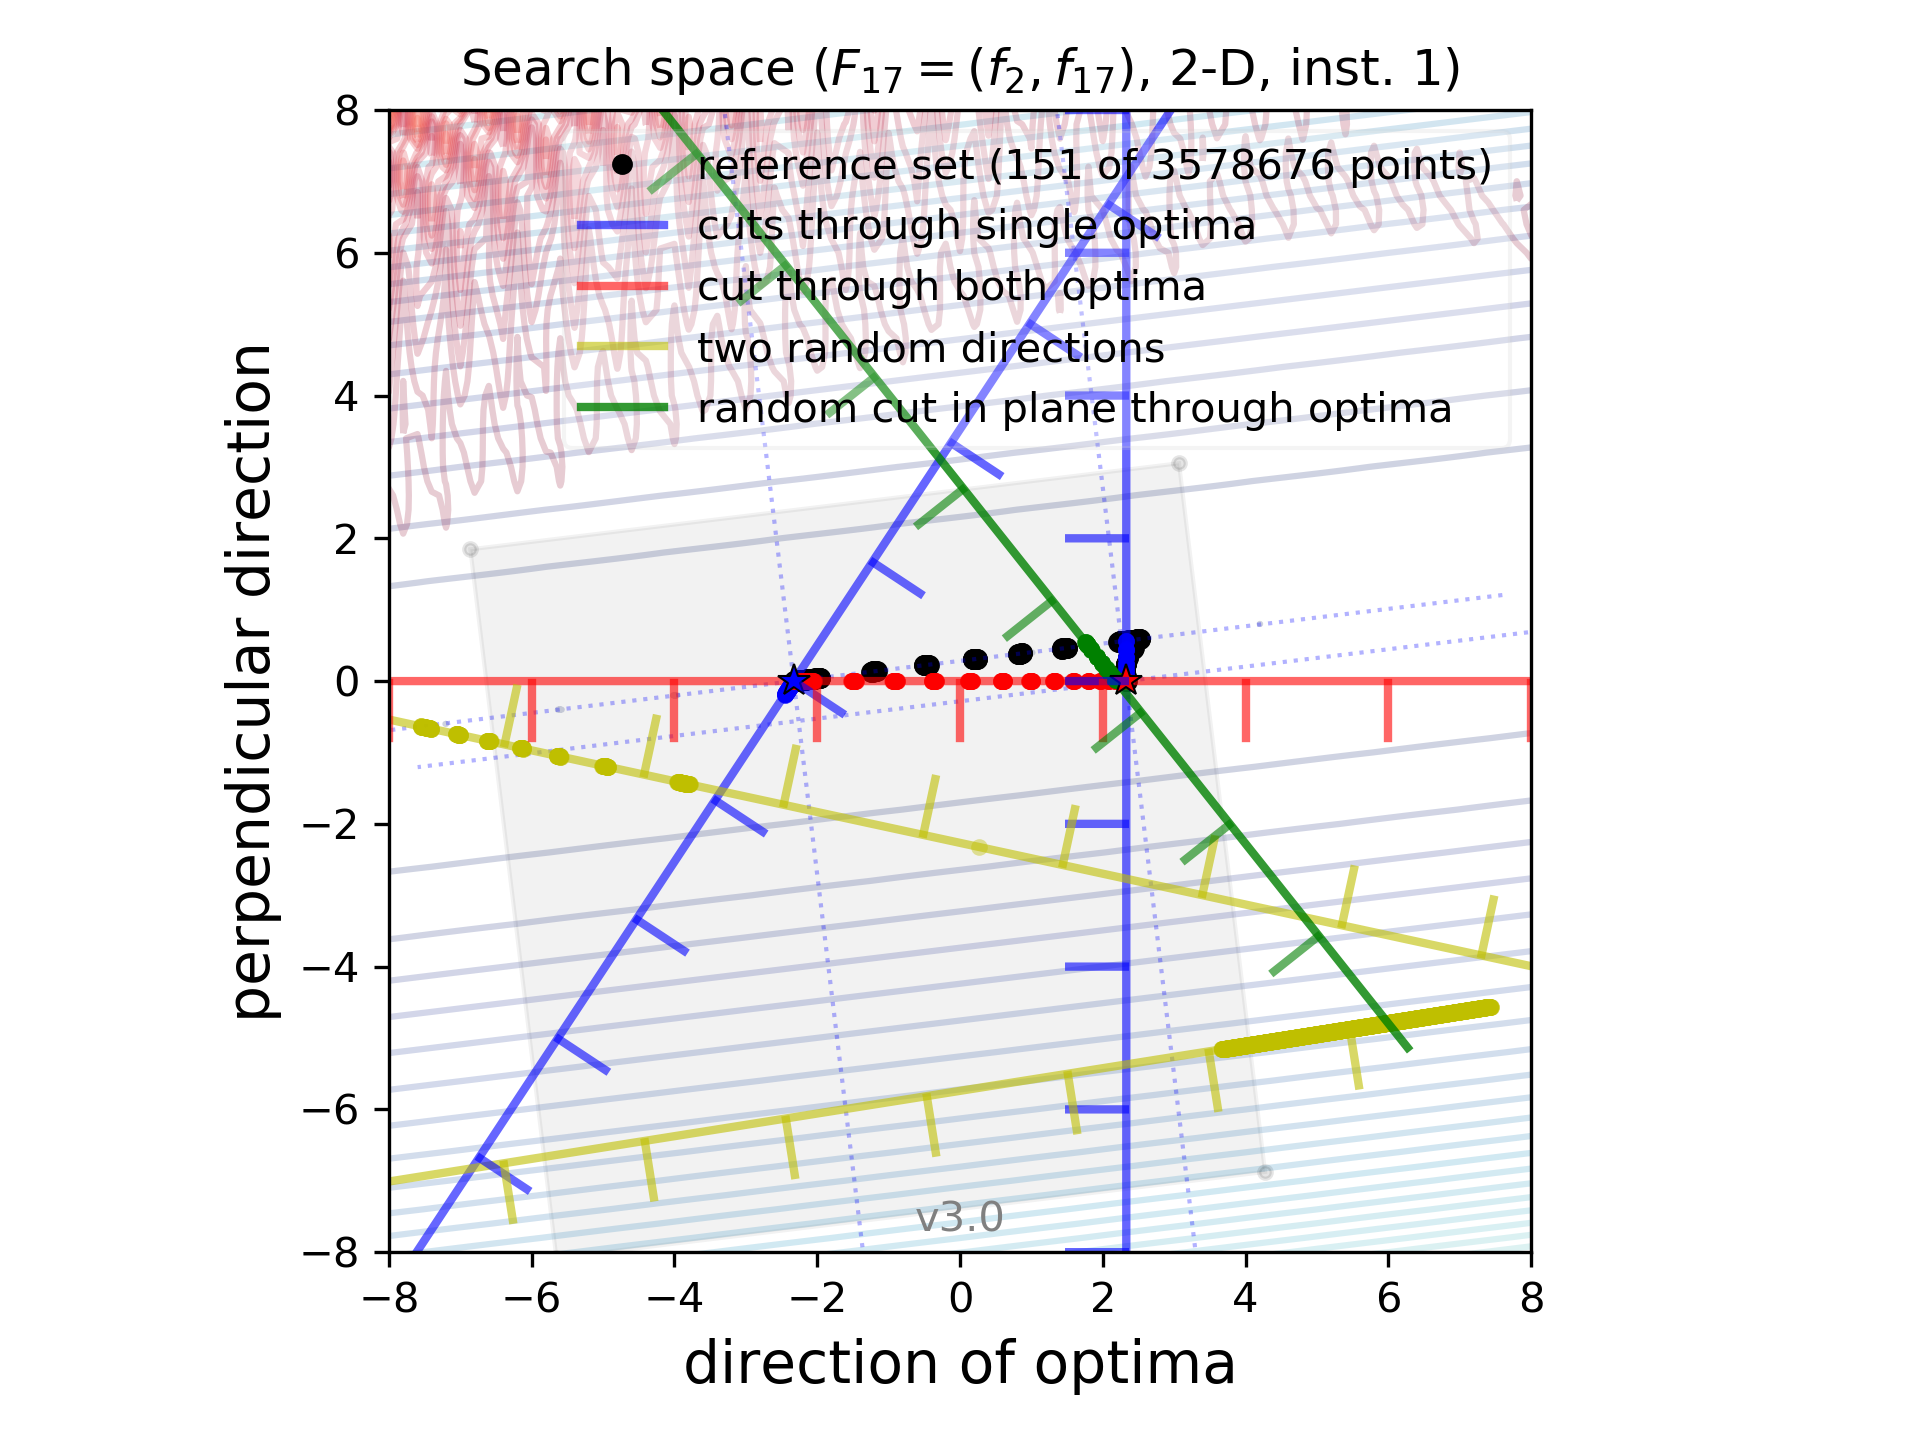 Search space (F₁₇ = (f₂, f₁₇), 2-D, inst. 1)
reference set (151 of 3578676 points)
cuts through single optima
cut through both optima
two random directions
random cut in plane through optima
perpendicular direction
8
6
4
2
0
−2
−4
−6
−8
v3.0
−8 −6 −4 −2 0 2 4 6 8
direction of optima